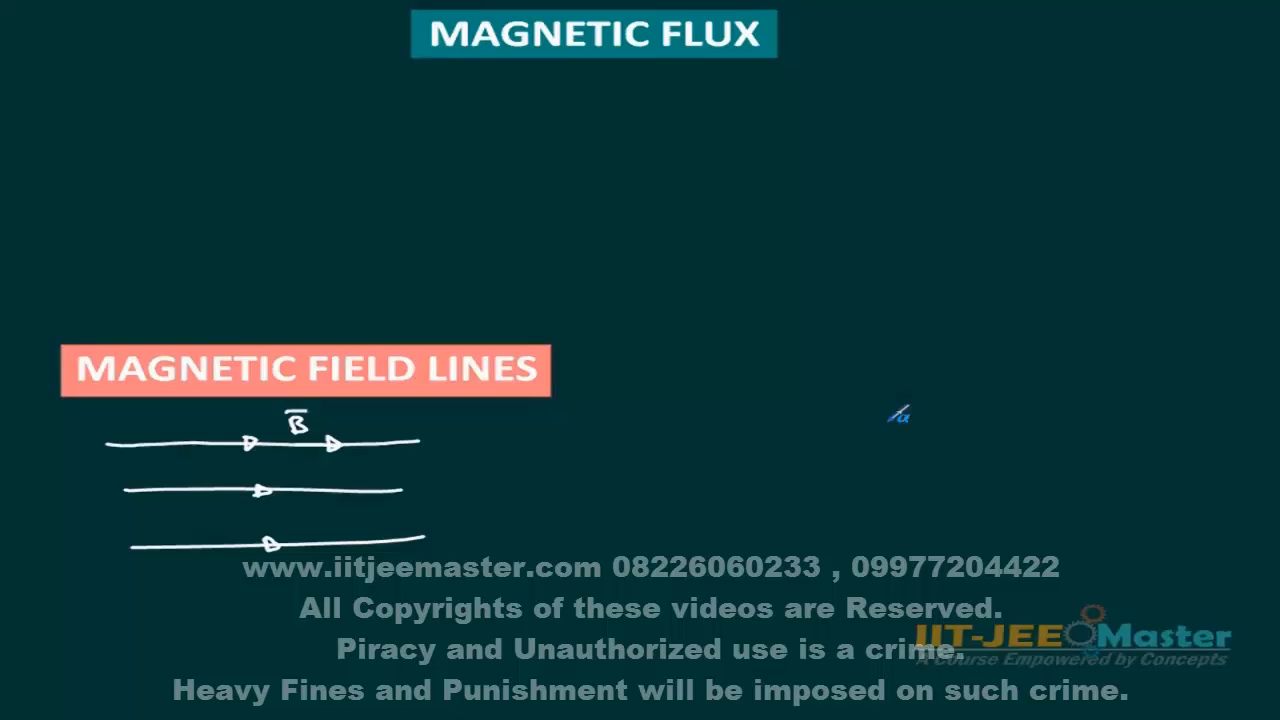 MAGNETIC FLUX
MAGNETIC FIELD LINES
B̅
www.iitjeemaster.com 08226060233 , 09977204422
All Copyrights of these videos are Reserved.
IIT-JEE Master
Piracy and Unauthorized use is a crime.
A Course Empowered by Concepts
Heavy Fines and Punishment will be imposed on such crime.